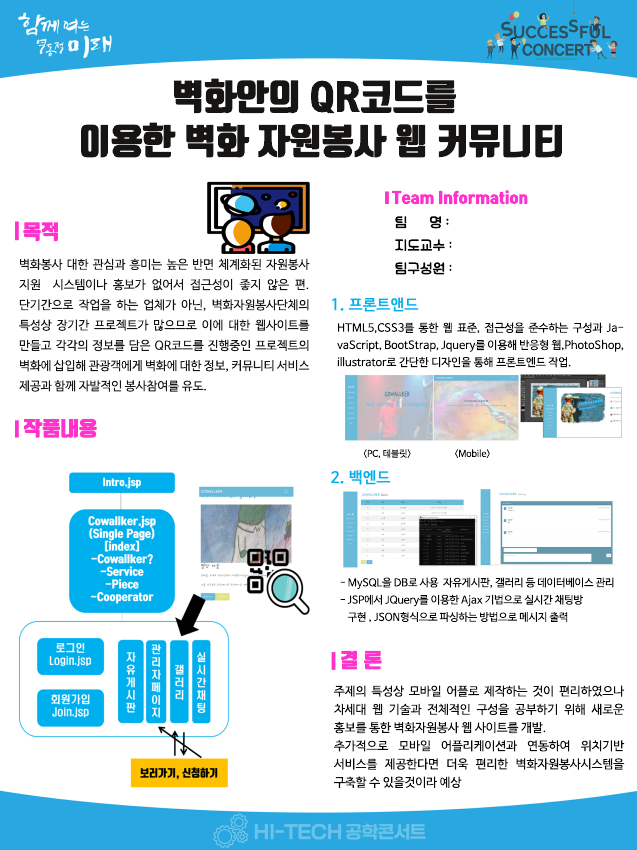 함께 여는
역동적 미래
SUCCESSFUL
CONCERT
벽화안의 QR코드를
이용한 벽화 자원봉사 웹 커뮤니티
목적
벽화봉사 대한 관심과 흥미는 높은 반면 체계화된 자원봉사
지원 시스템이나 홍보가 없어서 접근성이 좋지 않은 편.
단기간으로 작업을 하는 업체가 아닌, 벽화자원봉사단체의
특성상 장기간 프로젝트가 많으므로 이에 대한 웹사이트를
만들고 각각의 정보를 담은 QR코드를 진행중인 프로젝트의
벽화에 삽입해 관광객에게 벽화에 대한 정보, 커뮤니티 서비스
제공과 함께 자발적인 봉사참여를 유도.
작품내용
Intro.jsp
Cowallker.jsp
(Single Page)
[index]
-Cowallker?
-Service
-Piece
-Cooperator
COWALLKER
로그인
Login.jsp
회원가입
Join.jsp
자유게시판
관리자페이지
갤러리
실시간채팅
보러가기, 신청하기
Team Information
팀 명 :
지도교수 :
팀구성원 :
1. 프론트앤드
HTML5,CSS3를 통한 웹 표준, 접근성을 준수하는 구성과 Ja-
vaScript, BootStrap, Jquery를 이용해 반응형 웹,PhotoShop,
illustrator로 간단한 디자인을 통해 프론트엔드 작업.
COWALLKER
<PC, 테블릿>
<Mobile>
2. 백엔드
- MySQL을 DB로 사용 자유게시판, 갤러리 등 데이터베이스 관리
- JSP에서 JQuery를 이용한 Ajax 기법으로 실시간 채팅방
구현 , JSON형식으로 파싱하는 방법으로 메시지 출력
결 론
주제의 특성상 모바일 어플로 제작하는 것이 편리하였으나
차세대 웹 기술과 전체적인 구성을 공부하기 위해 새로운
홍보를 통한 벽화자원봉사 웹 사이트를 개발.
추가적으로 모바일 어플리케이션과 연동하여 위치기반
서비스를 제공한다면 더욱 편리한 벽화자원봉사시스템을
구축할 수 있을것이라 예상
HI-TECH 공학콘서트